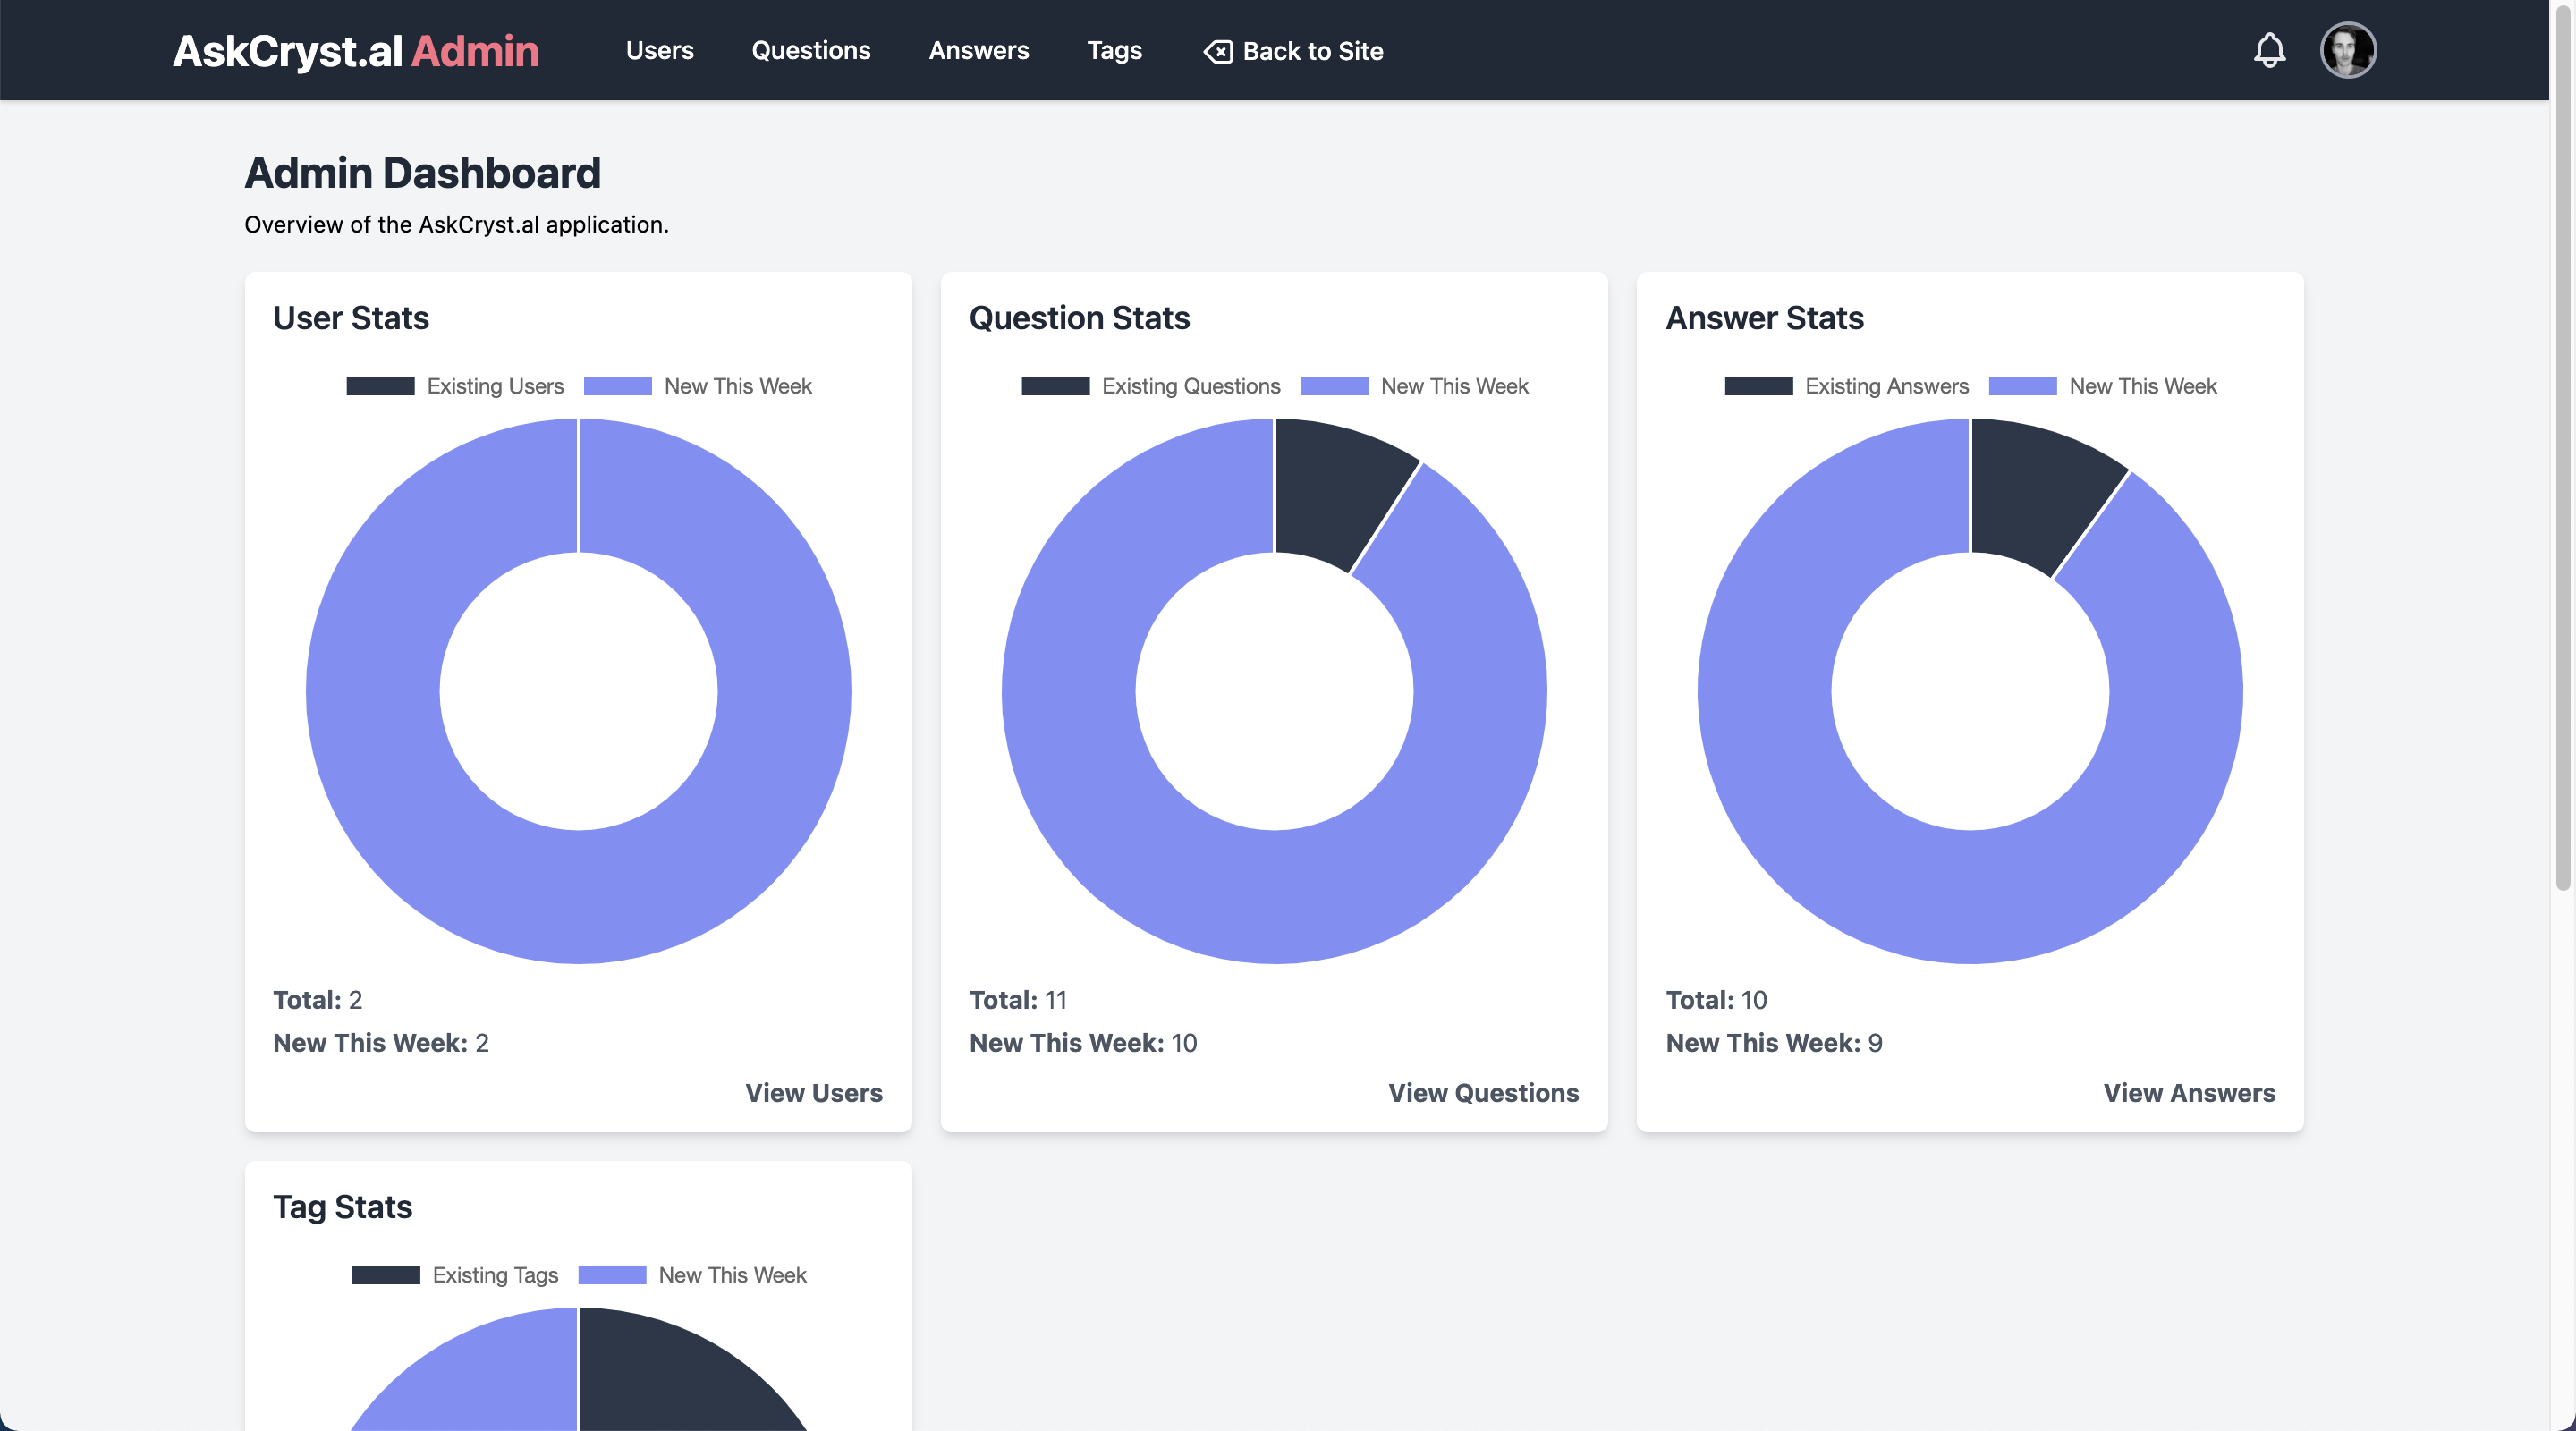 AskCryst.al Admin
Users
Questions
Answers
Tags
Back to Site
Admin Dashboard
Overview of the AskCryst.al application.
User Stats
Existing Users
New This Week
Total: 2
New This Week: 2
View Users
Question Stats
Existing Questions
New This Week
Total: 11
New This Week: 10
View Questions
Answer Stats
Existing Answers
New This Week
Total: 10
New This Week: 9
View Answers
Tag Stats
Existing Tags
New This Week